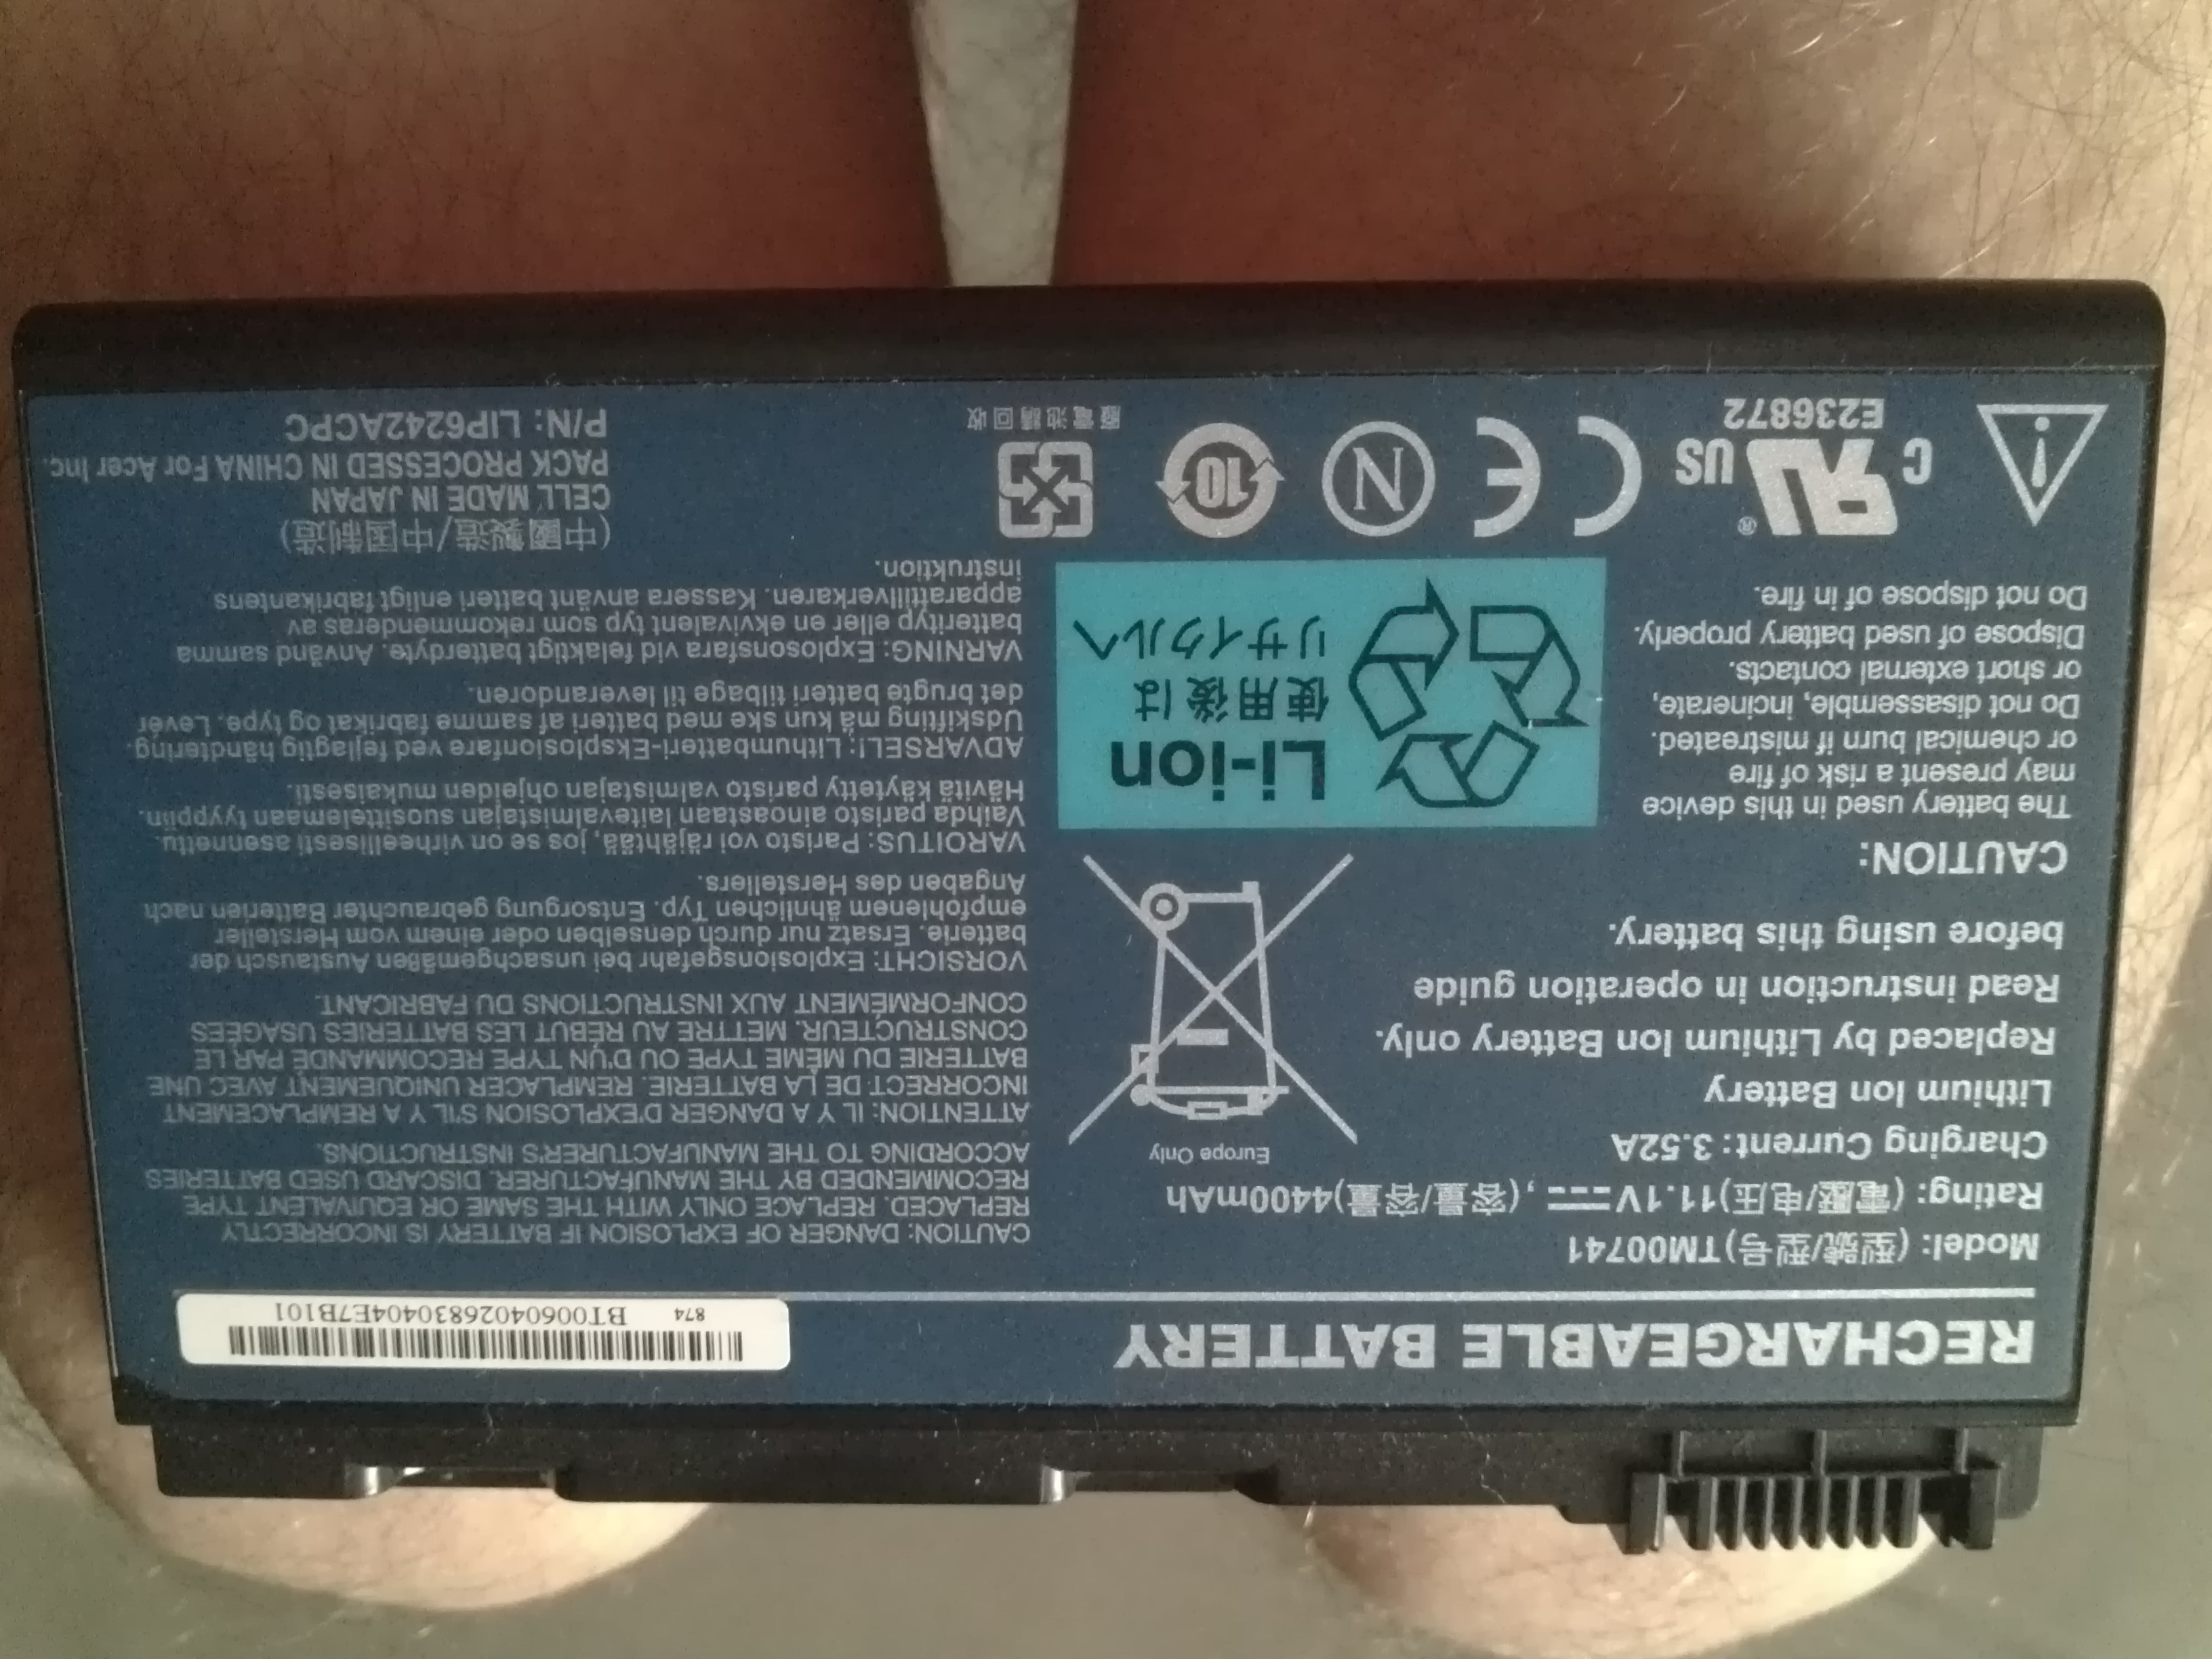 RECHARGEABLE BATTERY
874 BT00604026830404E7B101
Model: (型號/型号) TM00741
Rating: (電壓/电压) 11.1V⎓, (容量/容量) 4400mAh
Charging Current: 3.52A
Lithium Ion Battery
Replaced by Lithium Ion Battery only.
Read instruction in operation guide
before using this battery.
CAUTION:
The battery used in this device
may present a risk of fire
or chemical burn if mistreated.
Do not disassemble, incinerate,
or short external contacts.
Dispose of used battery properly.
Do not dispose of in fire.
Europe Only
Li-ion
使用後は
リサイクルへ
CAUTION: DANGER OF EXPLOSION IF BATTERY IS INCORRECTLY
REPLACED. REPLACE ONLY WITH THE SAME OR EQUIVALENT TYPE
RECOMMENDED BY THE MANUFACTURER. DISCARD USED BATTERIES
ACCORDING TO THE MANUFACTURER'S INSTRUCTIONS.
ATTENTION: IL Y A DANGER D'EXPLOSION S'IL Y A REMPLACEMENT
INCORRECT DE LA BATTERIE. REMPLACER UNIQUEMENT AVEC UNE
BATTERIE DU MÊME TYPE OU D'UN TYPE RECOMMANDÉ PAR LE
CONSTRUCTEUR. METTRE AU RÉBUT LES BATTERIES USAGÉES
CONFORMÉMENT AUX INSTRUCTIONS DU FABRICANT.
VORSICHT: Explosionsgefahr bei unsachgemäßen Austausch der
batterie. Ersatz nur durch denselben oder einem vom Hersteller
empfohlenem ähnlichen Typ. Entsorgung gebrauchter Batterien nach
Angaben des Herstellers.
VAROITUS: Paristo voi räjähtää, jos se on virheellisesti asennettu.
Vaihda paristo ainoastaan laitevalmistajan suosittelemaan tyyppiin.
Hävitä käytetty paristo valmistajan ohjeiden mukaisesti.
ADVARSEL!: Lithumbatteri-Eksplosionfare ved fejlagtig håndtering.
Udskifting må kun ske med batteri af samme fabrikat og type. Levér
det brugte batteri tilbage til leverandoren.
VARNING: Explosonsfara vid felaktigt batterdyte. Använd samma
batterityp eller en ekvivalent typ som rekommenderas av
apparattillverkaren. Kassera använt batteri enligt fabrikantens
instruktion.
C UL US ®
E236872
CE
N
10
廢電池請回收
(中國製造/中国制造)
CELL MADE IN JAPAN
PACK PROCESSED IN CHINA For Acer Inc.
P/N: LIP6242ACPC